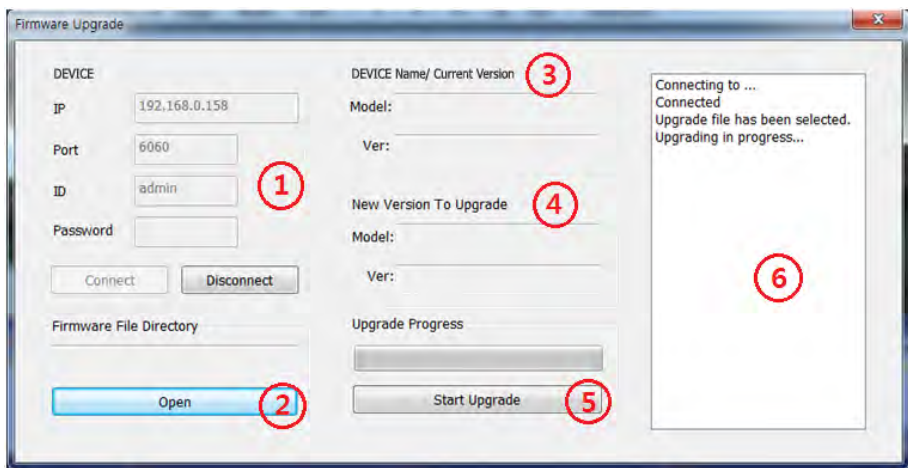 Firmware Upgrade
DEVICE
IP 192.168.0.158
Port 6060
ID admin
1
Password
Connect Disconnect
Firmware File Directory
Open 2
DEVICE Name/ Current Version 3
Model:
Ver:
New Version To Upgrade 4
Model:
Ver:
Upgrade Progress
Start Upgrade 5
Connecting to ...
Connected
Upgrade file has been selected.
Upgrading in progress...
6